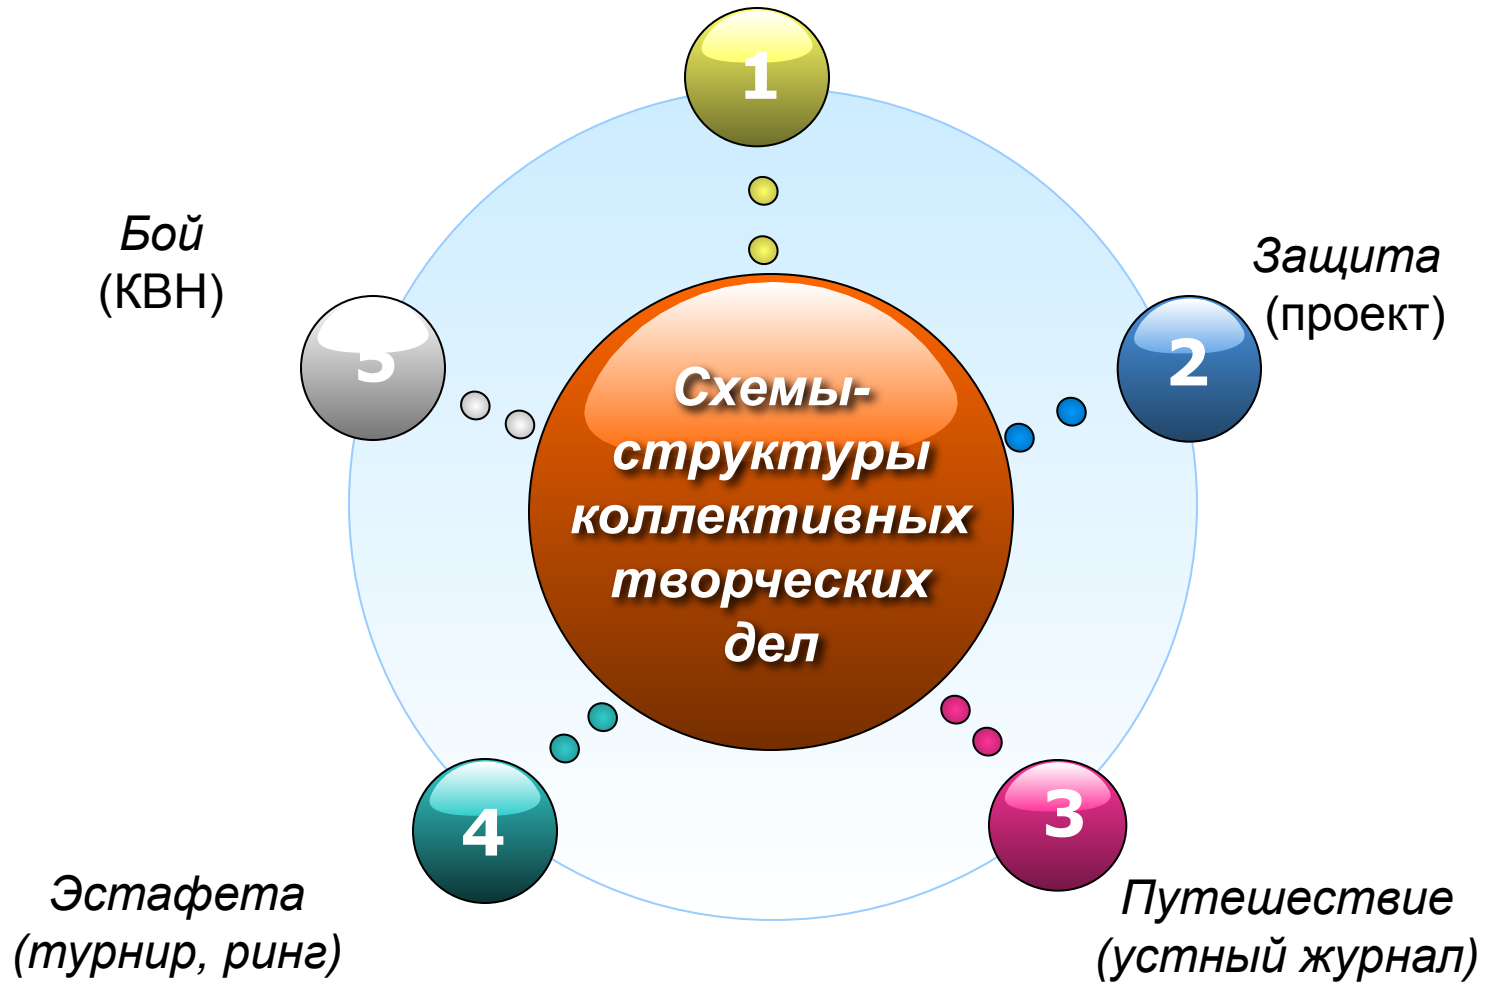 1
Бой
(КВН)
Защита
(проект)
5
2
Схемы-
структуры
коллективных
творческих
дел
4
3
Эстафета
(турнир, ринг)
Путешествие
(устный журнал)